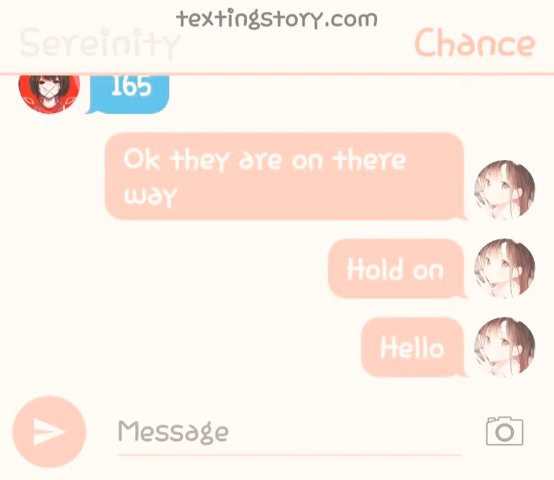 textingstory.com
Sereinity
Chance
165
Ok they are on there
way
Hold on
Hello
Message